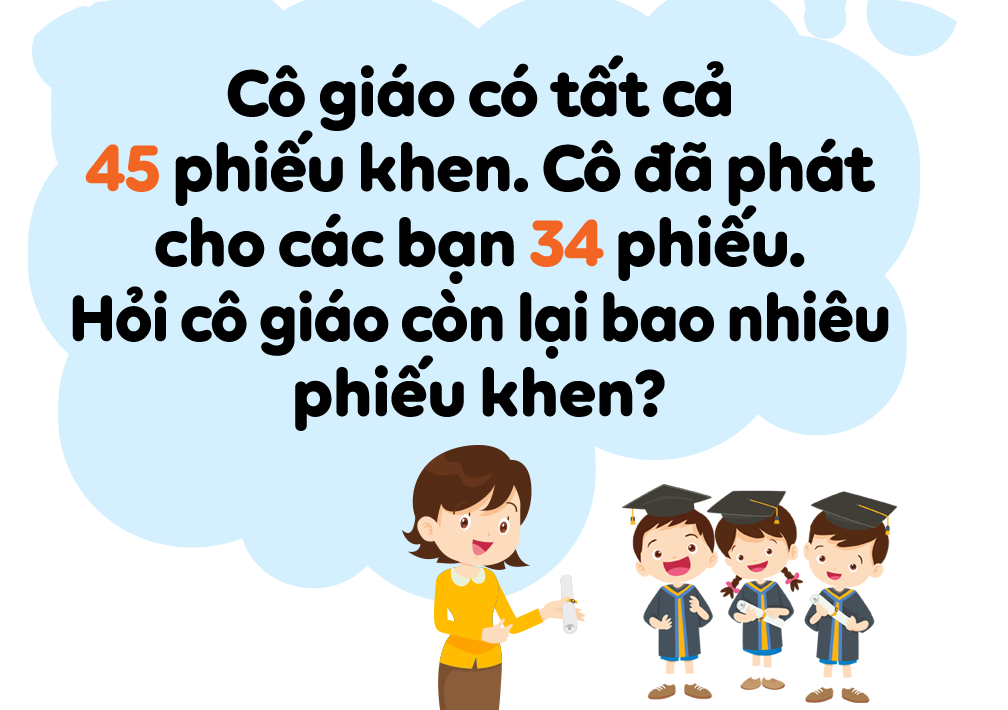 Cô giáo có tất cả
45 phiếu khen. Cô đã phát
cho các bạn 34 phiếu.
Hỏi cô giáo còn lại bao nhiêu
phiếu khen?